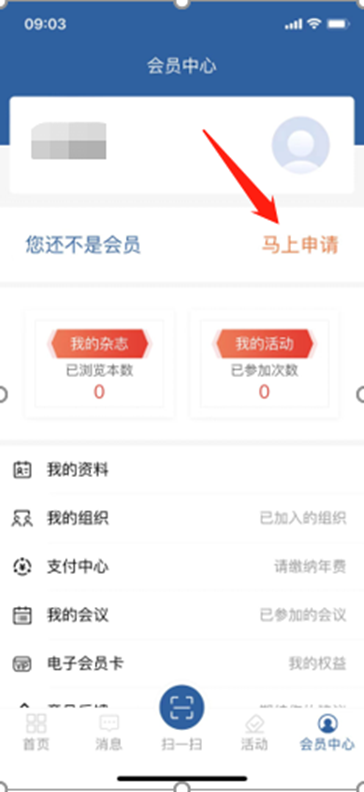 09:03
会员中心
您还不是会员 马上申请
我的杂志 我的活动
已浏览本数 已参加次数
0 0
我的资料
我的组织 已加入的组织
支付中心 请缴纳年费
我的会议 已参加的会议
电子会员卡 我的权益
首页 消息 扫一扫 活动 会员中心